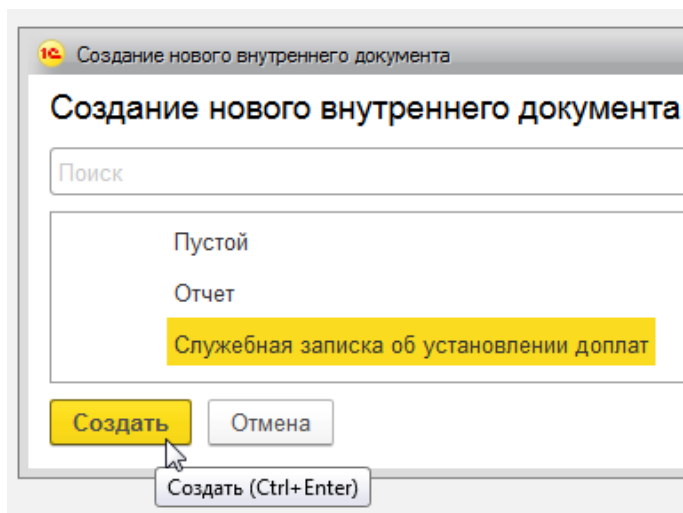 1С Создание нового внутреннего документа
Создание нового внутреннего документа
Поиск
Пустой
Отчет
Служебная записка об установлении доплат
Создать Отмена
Создать (Ctrl+Enter)